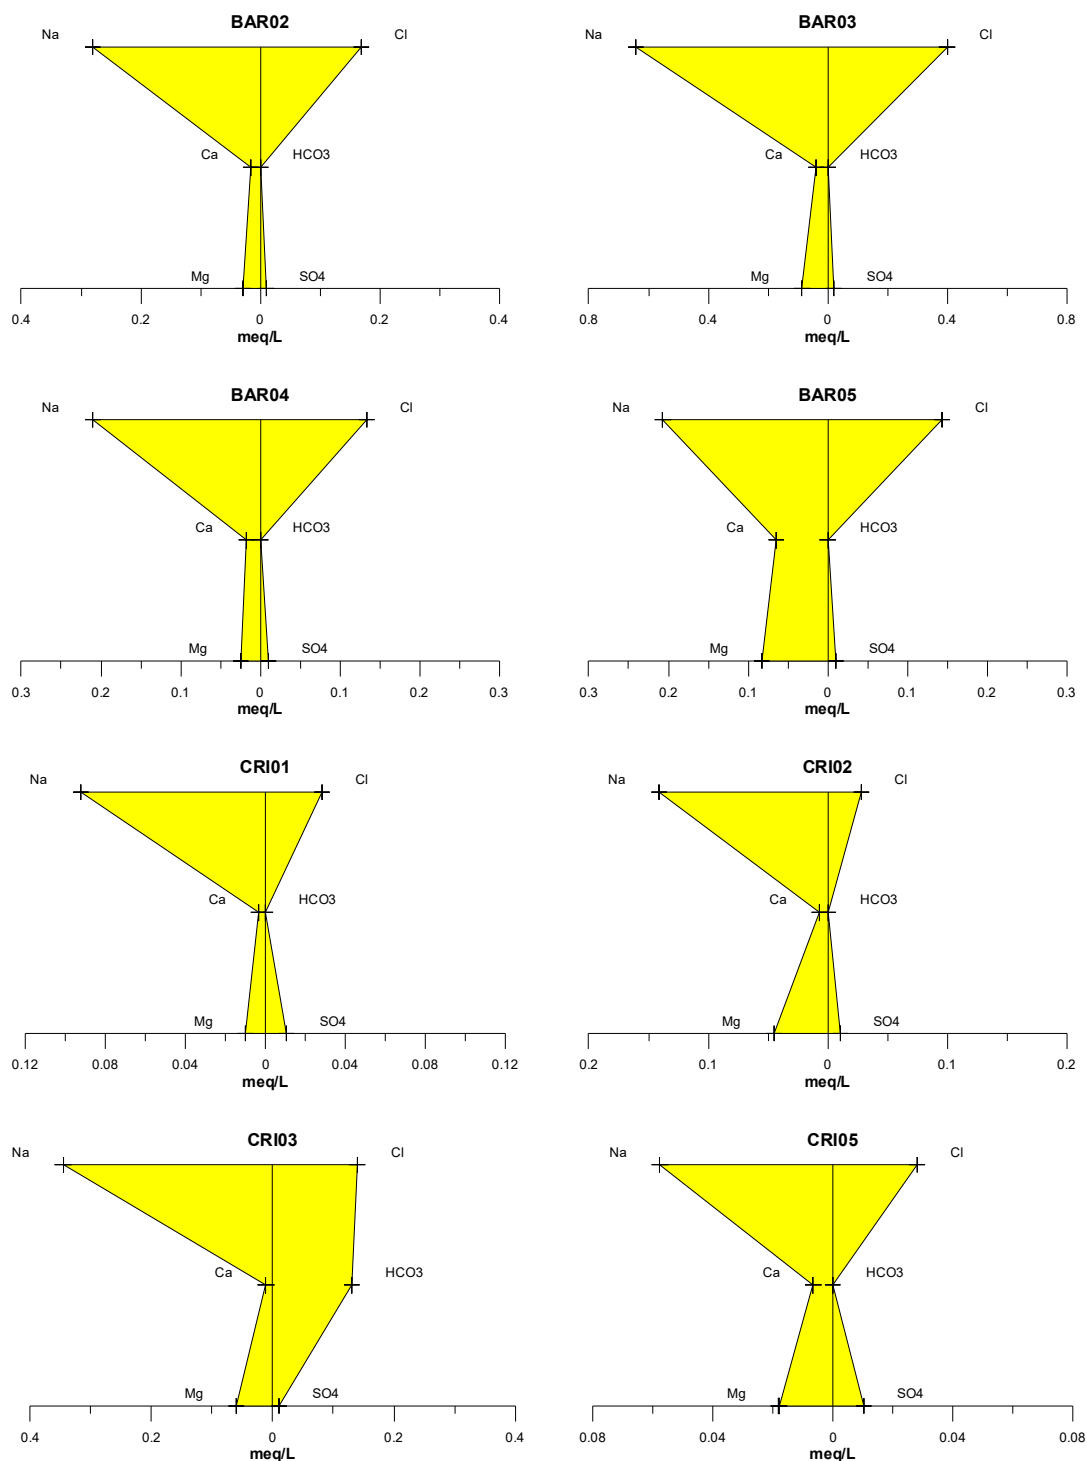 BAR02
Na Cl
Ca HCO3
Mg SO4
0.4 0.2 0 0.2 0.4
meq/L
BAR03
Na Cl
Ca HCO3
Mg SO4
0.8 0.4 0 0.4 0.8
meq/L
BAR04
Na Cl
Ca HCO3
Mg SO4
0.3 0.2 0.1 0 0.1 0.2 0.3
meq/L
BAR05
Na Cl
Ca HCO3
Mg SO4
0.3 0.2 0.1 0 0.1 0.2 0.3
meq/L
CRI01
Na Cl
Ca HCO3
Mg SO4
0.12 0.08 0.04 0 0.04 0.08 0.12
meq/L
CRI02
Na Cl
Ca HCO3
Mg SO4
0.2 0.1 0 0.1 0.2
meq/L
CRI03
Na Cl
Ca HCO3
Mg SO4
0.4 0.2 0 0.2 0.4
meq/L
CRI05
Na Cl
Ca HCO3
Mg SO4
0.08 0.04 0 0.04 0.08
meq/L